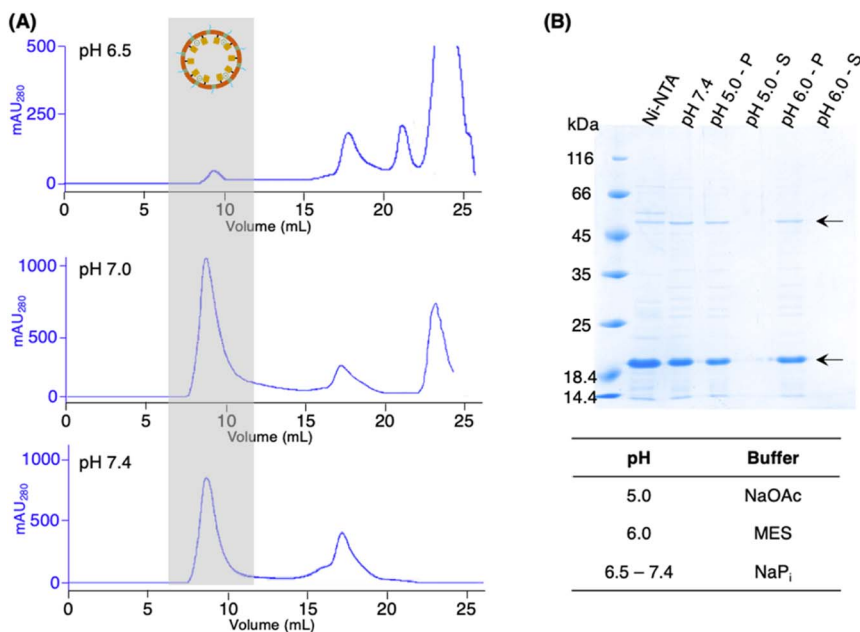 (A)
pH 6.5
mAU280
500
250
0
0 5 10 15 20 25
Volume (mL)
pH 7.0
mAU280
1000
500
0
0 5 10 15 20 25
Volume (mL)
pH 7.4
mAU280
1000
500
0
0 5 10 15 20 25
Volume (mL)
(B)
kDa
Ni-NTA
pH 7.4
pH 5.0 - P
pH 5.0 - S
pH 6.0 - P
pH 6.0 - S
116
66
45
35
25
18.4
14.4
pH Buffer
5.0 NaOAc
6.0 MES
6.5 – 7.4 NaPi